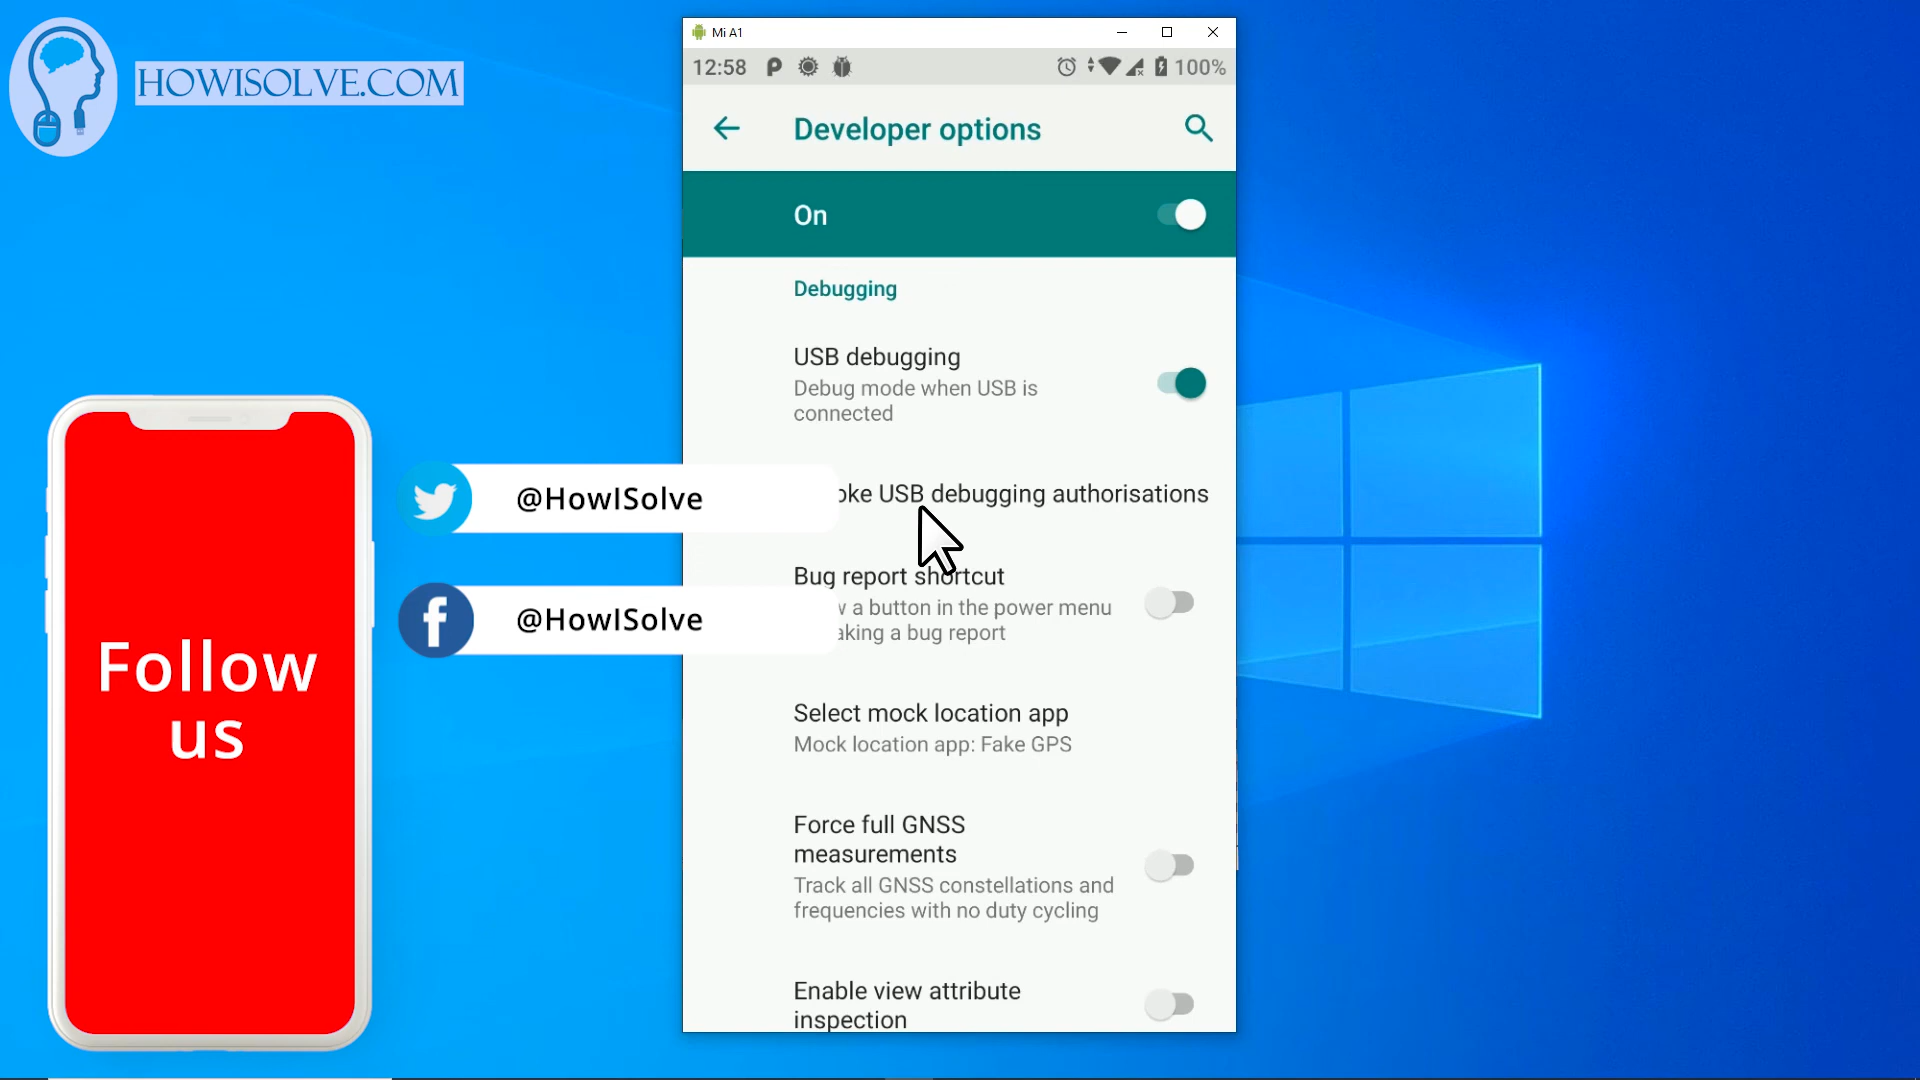 HOWISOLVE.COM
Mi A1
12:58
100%
Developer options
On
Debugging
USB debugging
Debug mode when USB is
connected
oke USB debugging authorisations
Bug report shortcut
a button in the power menu
aking a bug report
Select mock location app
Mock location app: Fake GPS
Force full GNSS
measurements
Track all GNSS constellations and
frequencies with no duty cycling
Enable view attribute
inspection
@HowISolve
@HowISolve
Follow
us